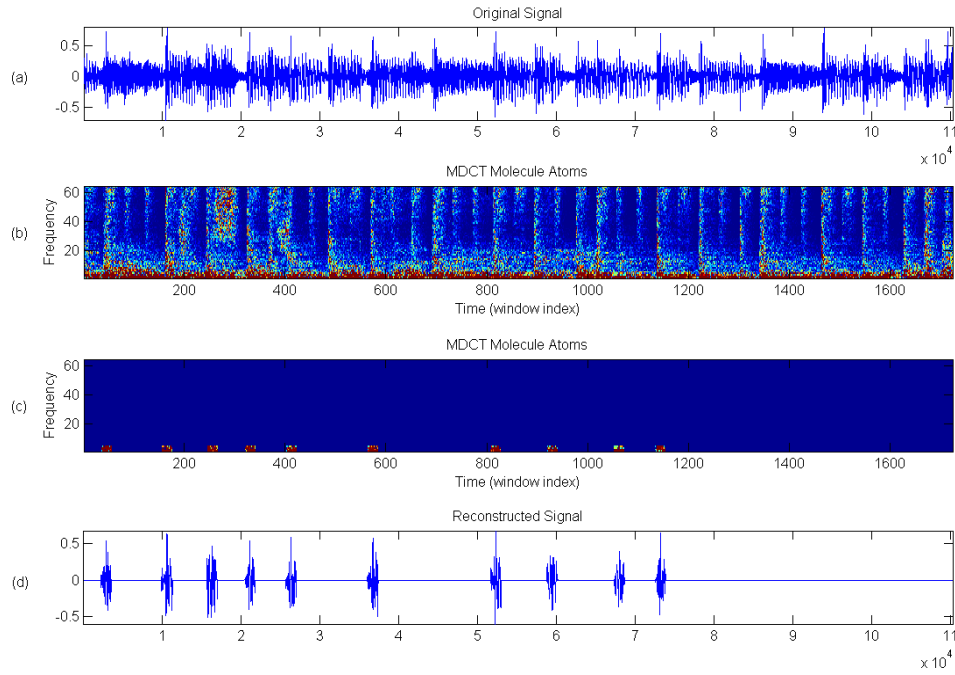 Original Signal
(a)
0.5
0
-0.5
1 2 3 4 5 6 7 8 9 10 11
x 10^4
MDCT Molecule Atoms
(b)
Frequency
60
40
20
200 400 600 800 1000 1200 1400 1600
Time (window index)
MDCT Molecule Atoms
(c)
Frequency
60
40
20
200 400 600 800 1000 1200 1400 1600
Time (window index)
Reconstructed Signal
(d)
0.5
0
-0.5
1 2 3 4 5 6 7 8 9 10 11
x 10^4